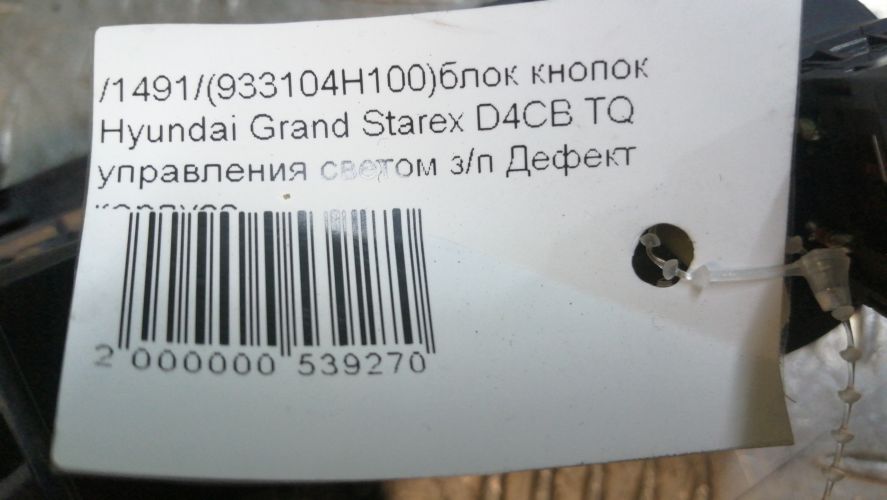 /1491/(933104H100)блок кнопок
Hyundai Grand Starex D4CB TQ
управления светом з/п Дефект
2 000000 539270